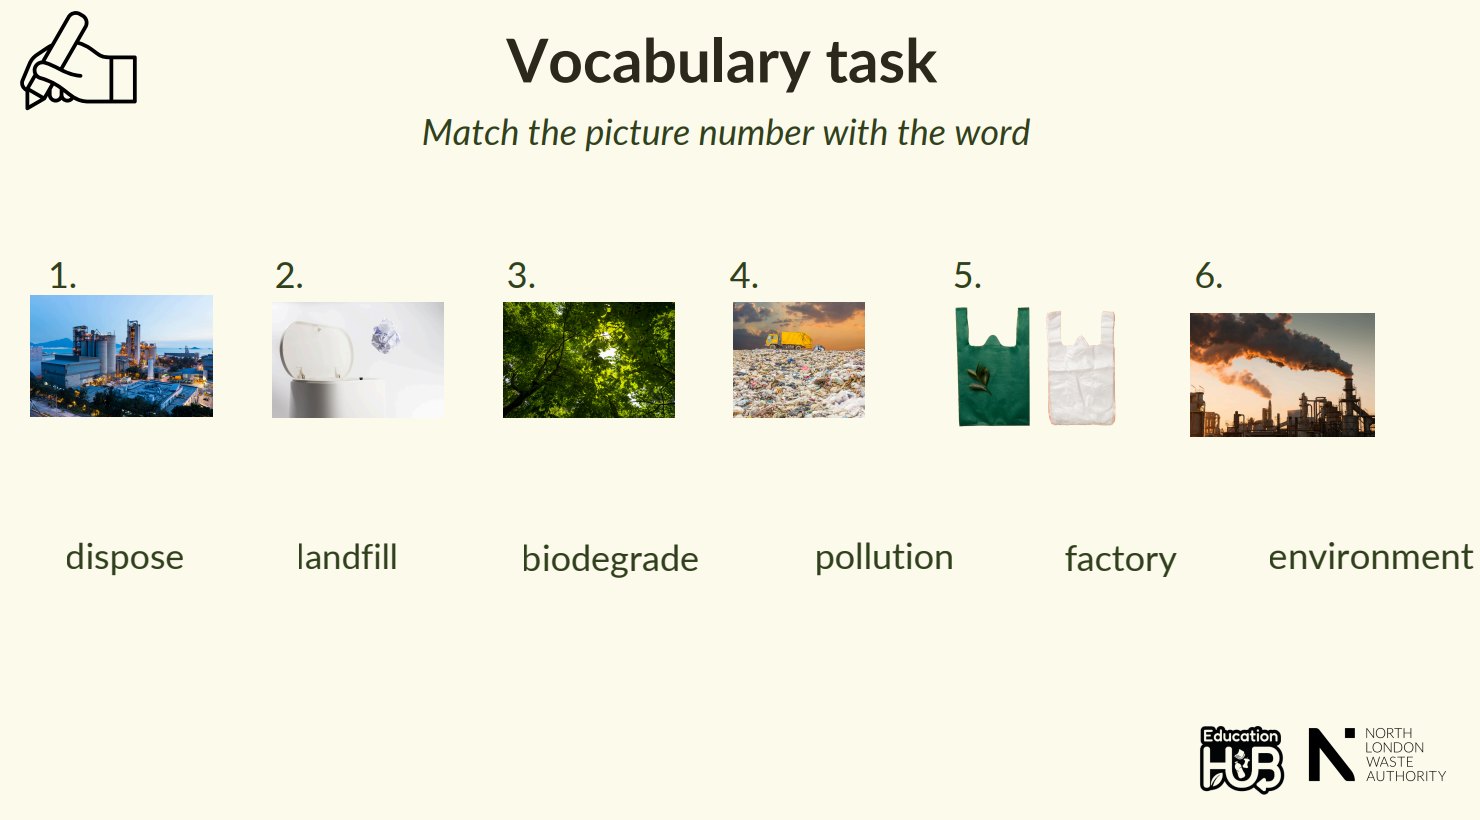 Vocabulary task
Match the picture number with the word
1. 2. 3. 4. 5. 6.
dispose landfill biodegrade pollution factory environment
Education
HUB
NORTH
LONDON
WASTE
AUTHORITY